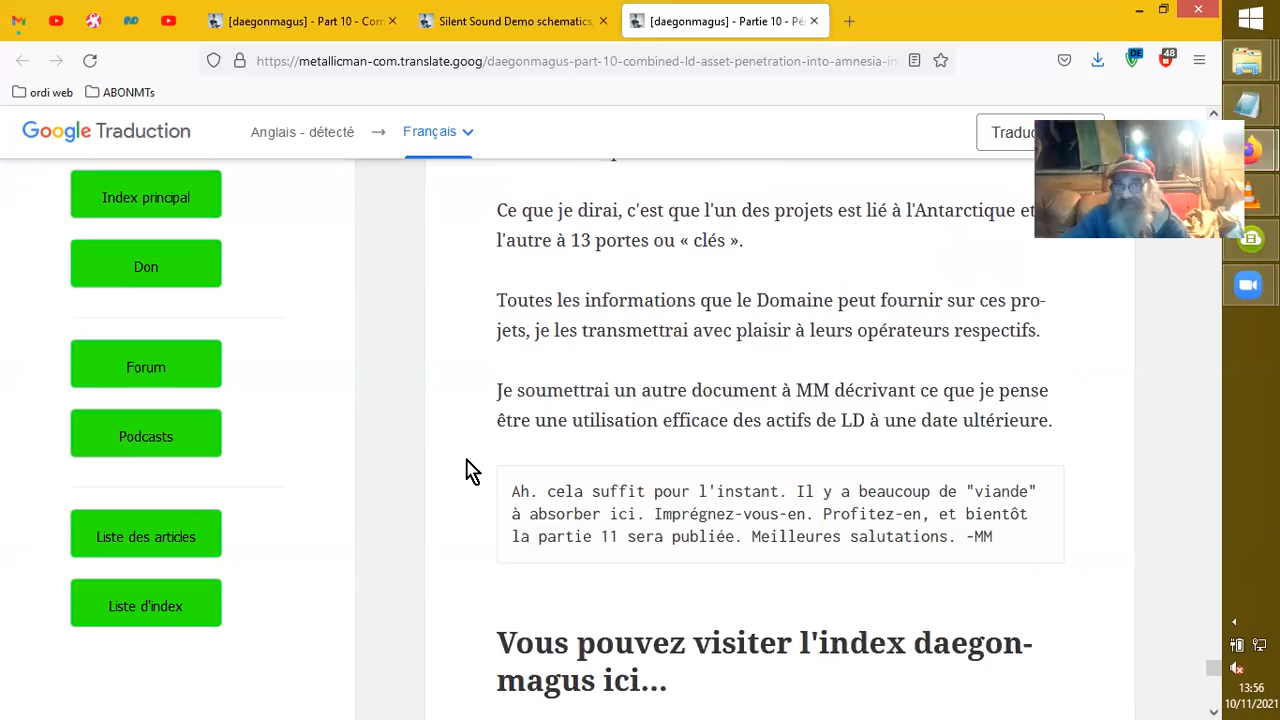 [daegonmagus] - Part 10 - Com
Silent Sound Demo schematics,
[daegonmagus] - Partie 10 - Pé
https://metallicman-com.translate.goog/daegonmagus-part-10-combined-ld-asset-penetration-into-amnesia-in
DE
48
ordi web
ABONMTs
Google Traduction
Anglais - détecté
Français
Traduc
Index principal
Don
Forum
Podcasts
Liste des articles
Liste d'index
Ce que je dirai, c'est que l'un des projets est lié à l'Antarctique et
l'autre à 13 portes ou « clés ».
Toutes les informations que le Domaine peut fournir sur ces pro-
jets, je les transmettrai avec plaisir à leurs opérateurs respectifs.
Je soumettrai un autre document à MM décrivant ce que je pense
être une utilisation efficace des actifs de LD à une date ultérieure.
Ah. cela suffit pour l'instant. Il y a beaucoup de "viande"
à absorber ici. Imprégnez-vous-en. Profitez-en, et bientôt
la partie 11 sera publiée. Meilleures salutations. -MM
Vous pouvez visiter l'index daegon-
magus ici…
13:56
10/11/2021